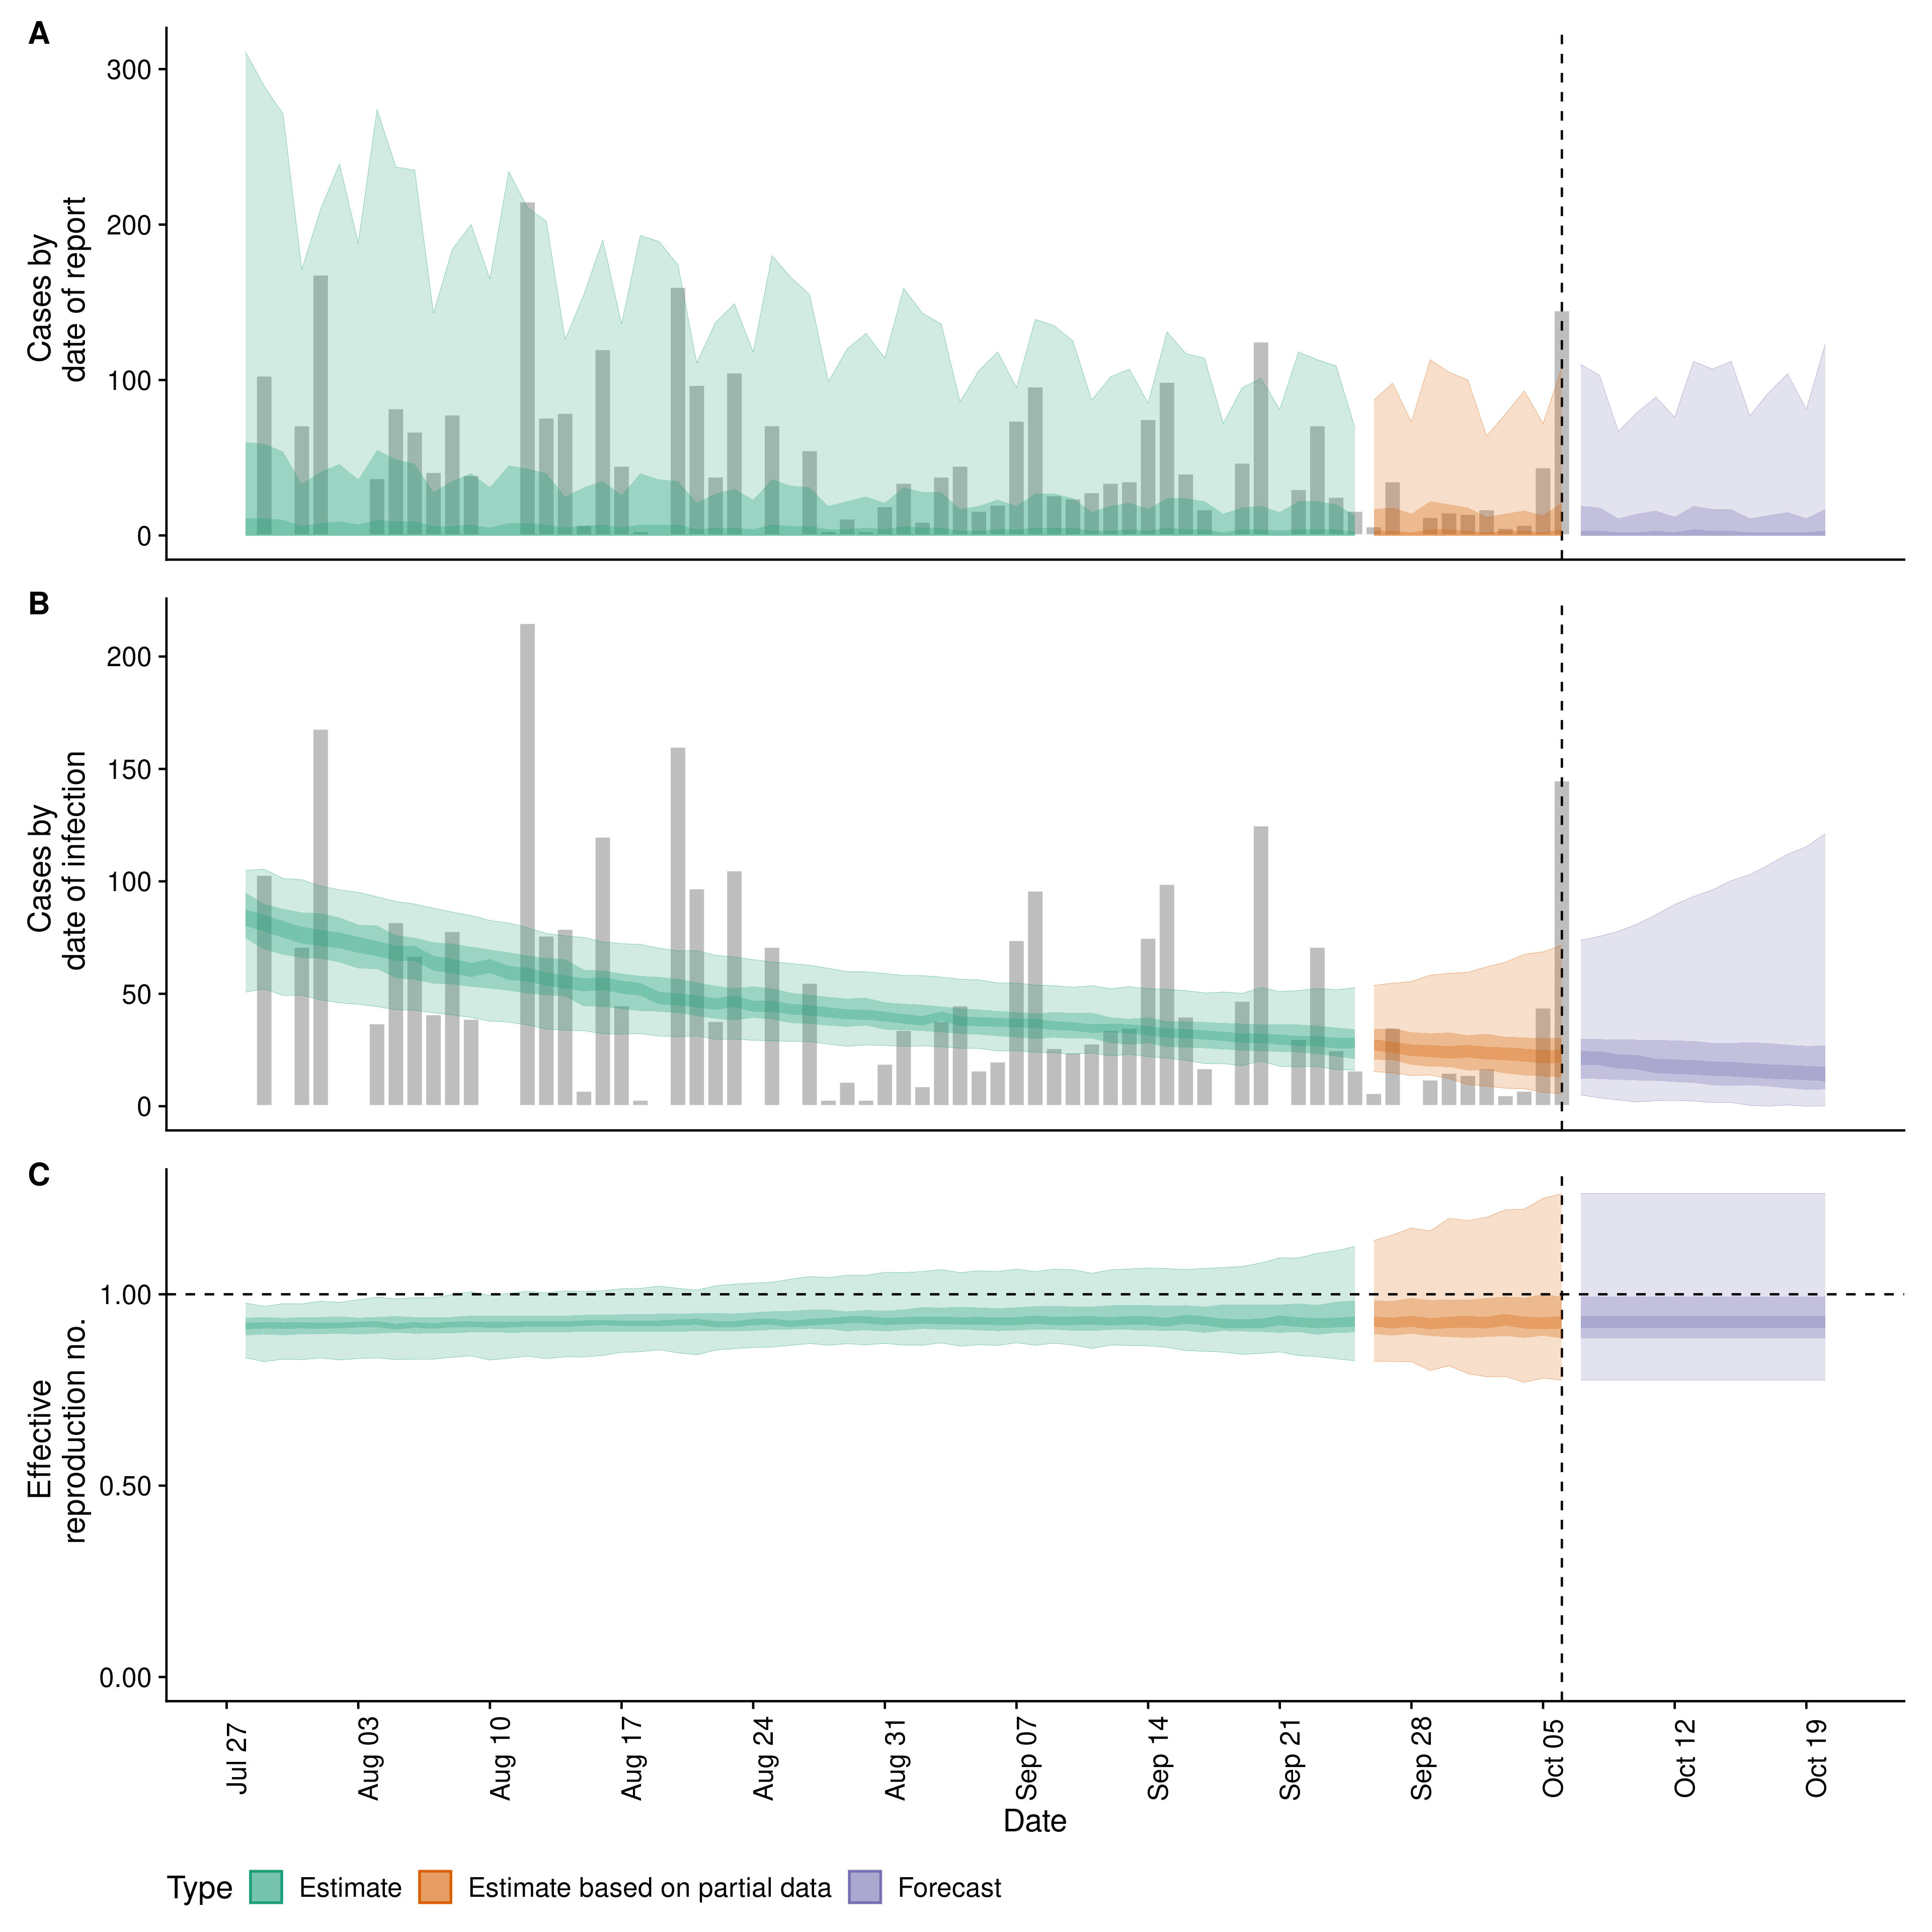 A
300
200
100
0
Cases by
date of report
B
200
150
100
50
0
Cases by
date of infection
C
1.00
0.50
0.00
Effective
reproduction no.
Jul 27
Aug 03
Aug 10
Aug 17
Aug 24
Aug 31
Sep 07
Sep 14
Sep 21
Sep 28
Oct 05
Oct 12
Oct 19
Date
Type Estimate Estimate based on partial data Forecast